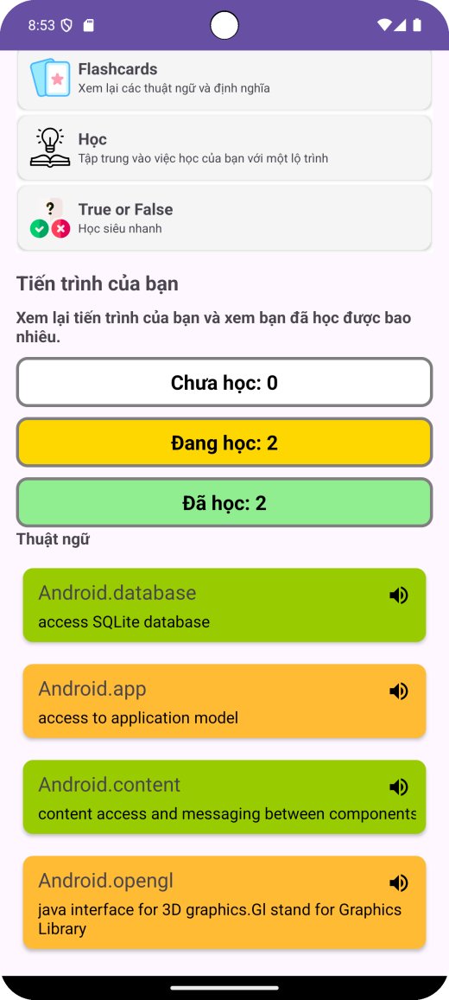 8:53
Flashcards
Xem lại các thuật ngữ và định nghĩa
Học
Tập trung vào việc học của bạn với một lộ trình
?
True or False
Học siêu nhanh
Tiến trình của bạn
Xem lại tiến trình của bạn và xem bạn đã học được bao
nhiêu.
Chưa học: 0
Đang học: 2
Đã học: 2
Thuật ngữ
Android.database
access SQLite database
Android.app
access to application model
Android.content
content access and messaging between components
Android.opengl
java interface for 3D graphics.Gl stand for Graphics
Library